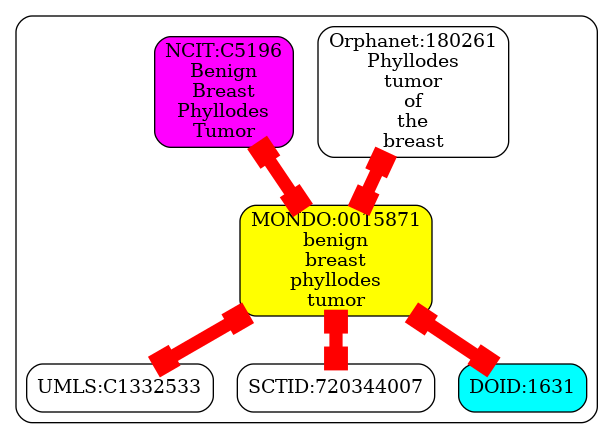 NCIT:C5196
Benign
Breast
Phyllodes
Tumor
Orphanet:180261
Phyllodes
tumor
of
the
breast
MONDO:0015871
benign
breast
phyllodes
tumor
UMLS:C1332533
SCTID:720344007
DOID:1631